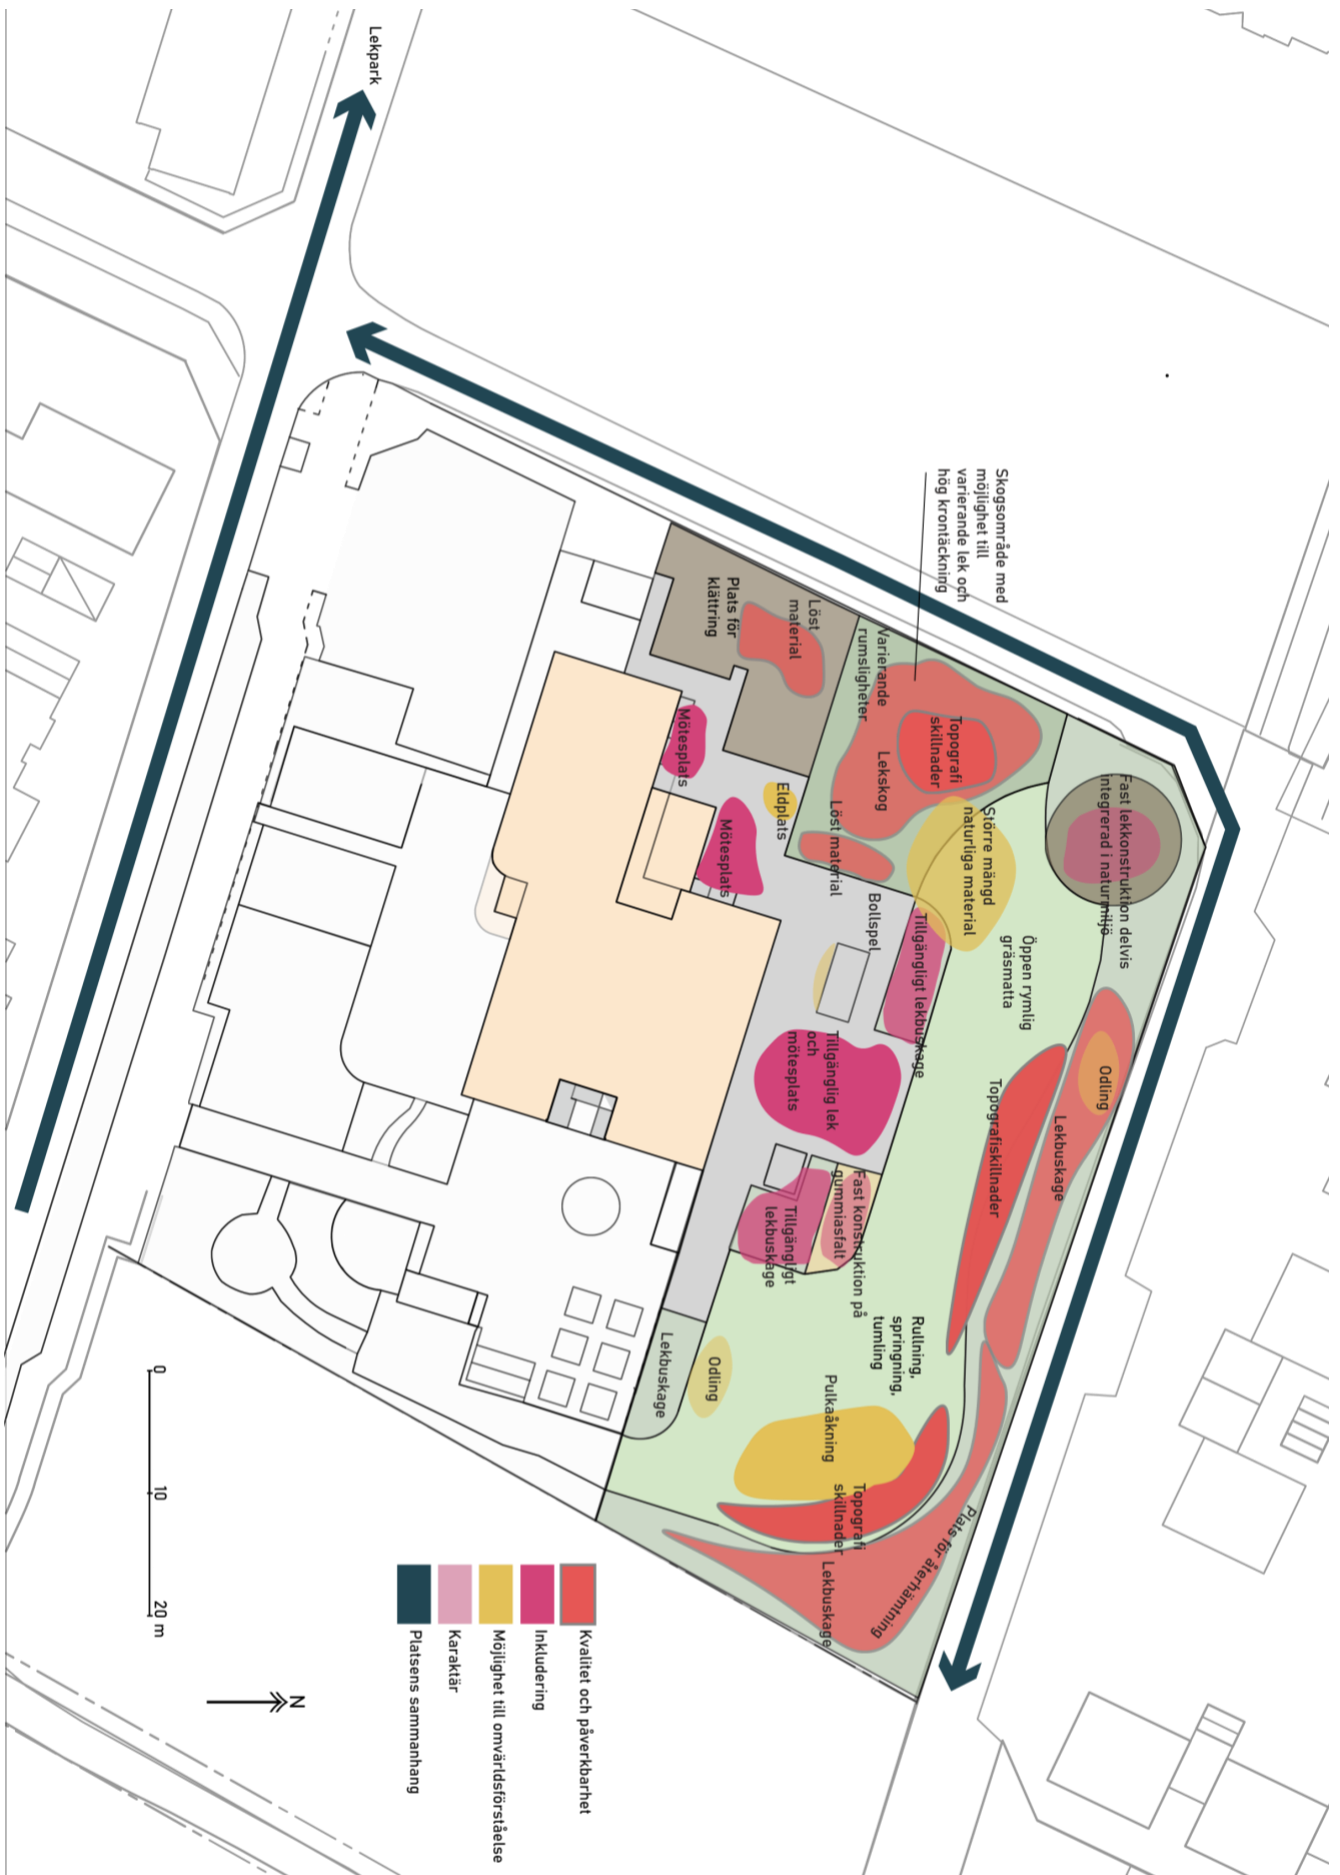 Lekpark
Skogsområde med
möjlighet till
varierande lek och
hög krontäckning
Fast lekkonstruktion delvis
integrerad i naturmiljö
Varierande
rumsligheter
Topografi
skillnader
Lekskog
Löst
material
Plats för
klättring
Mötesplats
Mötesplats
Eldplats
Löst material
Större mängd
naturliga material
Öppen rymlig
gräsmatta
Bollspel
Tillgängligt lekbuskage
Odling
Lekbuskage
Topografiskillnader
Tillgänglig lek
och
mötesplats
Fast konstruktion på
gummiasfalt
Tillgängligt
lekbuskage
Rullning,
springning,
tumling
Lekbuskage
Odling
Pulkaåkning
Topografi
skillnader
Lekbuskage
Plats för återhämtning
0
10
20 m
N
Kvalitet och påverkbarhet
Inkludering
Möjlighet till omvärldsförståelse
Karaktär
Platsens sammanhang